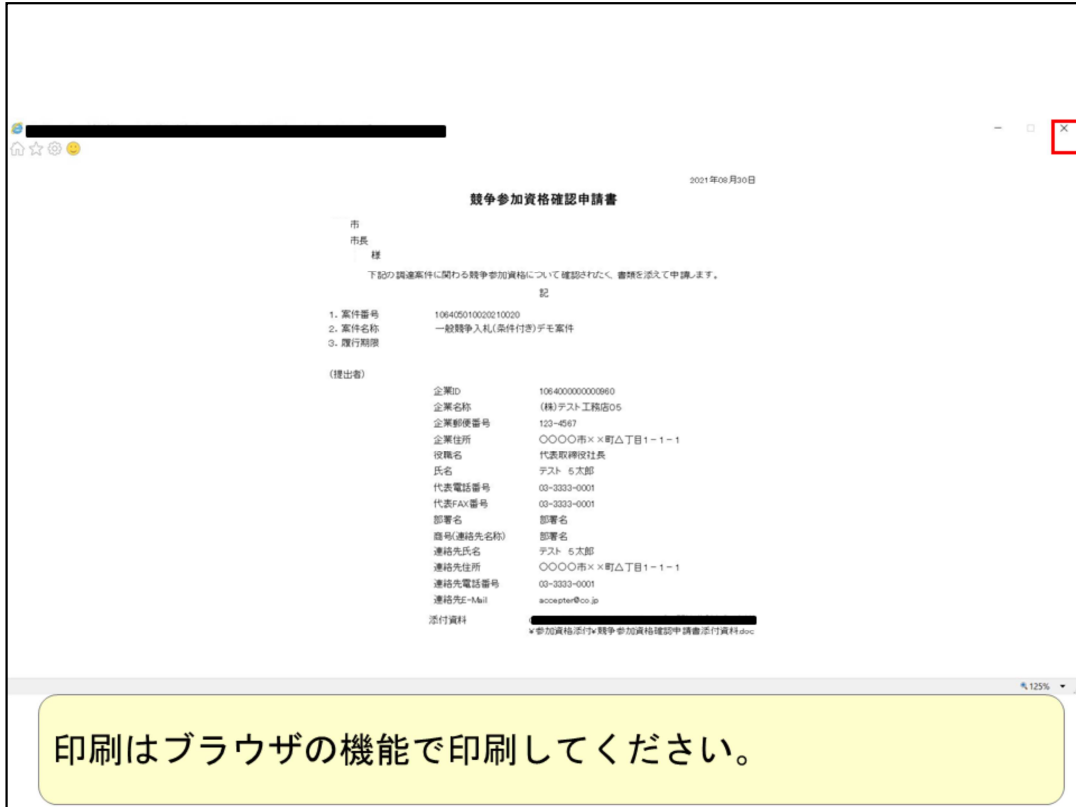 2021年08月30日
競争参加資格確認申請書
市
市長
様
下記の調達案件に関わる競争参加資格について確認されたく、書類を添えて申請します。
記
1．案件番号 106405010020210020
2．案件名称 一般競争入札(条件付き)デモ案件
3．履行期限
(提出者)
企業ID 1064000000000960
企業名称 (株)テスト工務店05
企業郵便番号 123-4567
企業住所 〇〇〇〇市××町△丁目1-1-1
役職名 代表取締役社長
氏名 テスト 5太郎
代表電話番号 03-3333-0001
代表FAX番号 03-3333-0001
部署名 部署名
商号(連絡先名称) 部署名
連絡先氏名 テスト 5太郎
連絡先住所 〇〇〇〇市××町△丁目1-1-1
連絡先電話番号 03-3333-0001
連絡先E-Mail accepter@co.jp
添付資料
¥参加資格添付¥競争参加資格確認申請書添付資料.doc
125%
印刷はブラウザの機能で印刷してください。